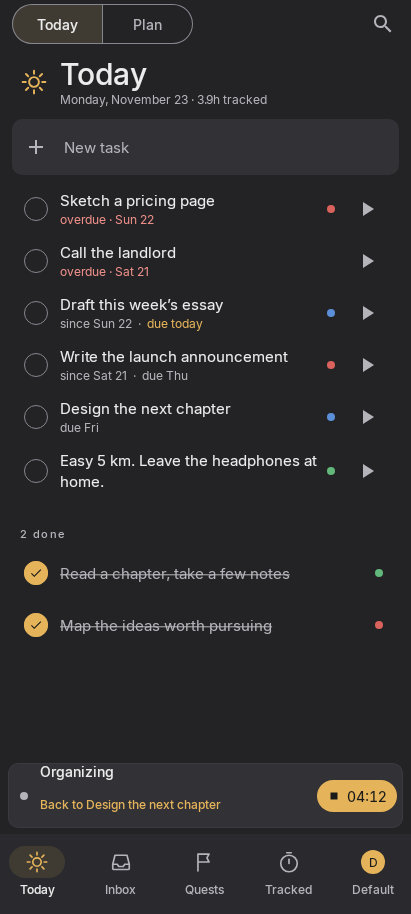 Today
Plan
Today
Monday, November 23 · 3.9h tracked
New task
Sketch a pricing page
overdue · Sun 22
Call the landlord
overdue · Sat 21
Draft this week’s essay
since Sun 22 · due today
Write the launch announcement
since Sat 21 · due Thu
Design the next chapter
due Fri
Easy 5 km. Leave the headphones at
home.
2 done
Read a chapter, take a few notes
Map the ideas worth pursuing
Organizing
Back to Design the next chapter
04:12
D
Today
Inbox
Quests
Tracked
Default